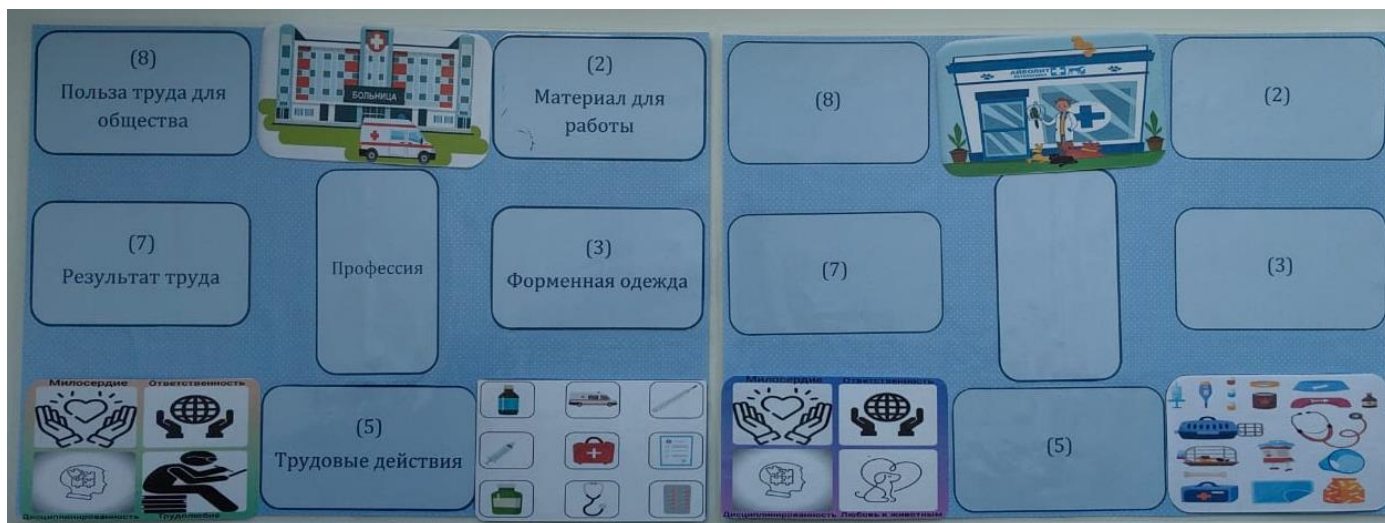 (8)
Польза труда для
общества
БОЛЬНИЦА
(2)
Материал для
работы
(7)
Результат труда
Профессия
(3)
Форменная одежда
Милосердие
Ответственность
Дисциплинированность
Трудолюбие
(5)
Трудовые действия
(8)
АЙБОЛИТ
(2)
(7)
(3)
Милосердие
Ответственность
Дисциплинированность
Любовь к животным
(5)